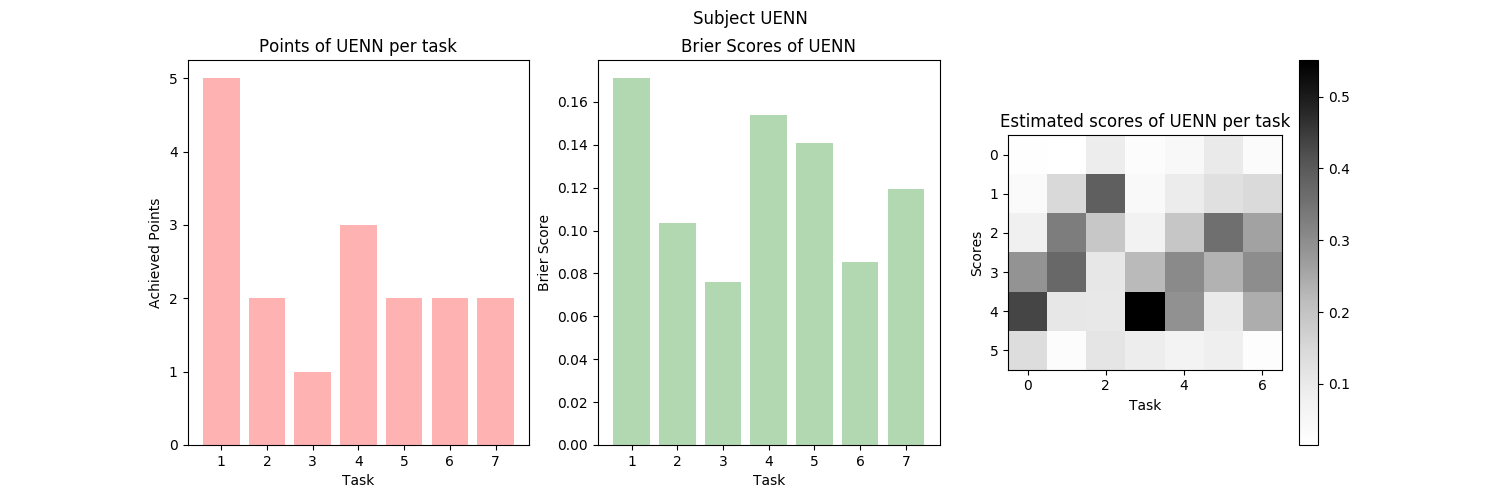 Subject UENN
Points of UENN per task
5
4
3
2
1
0
Achieved Points
1 2 3 4 5 6 7
Task
Brier Scores of UENN
0.16
0.14
0.12
0.10
0.08
0.06
0.04
0.02
0.00
Brier Score
1 2 3 4 5 6 7
Task
Estimated scores of UENN per task
0
1
2
3
4
5
Scores
0 2 4 6
Task
0.5
0.4
0.3
0.2
0.1